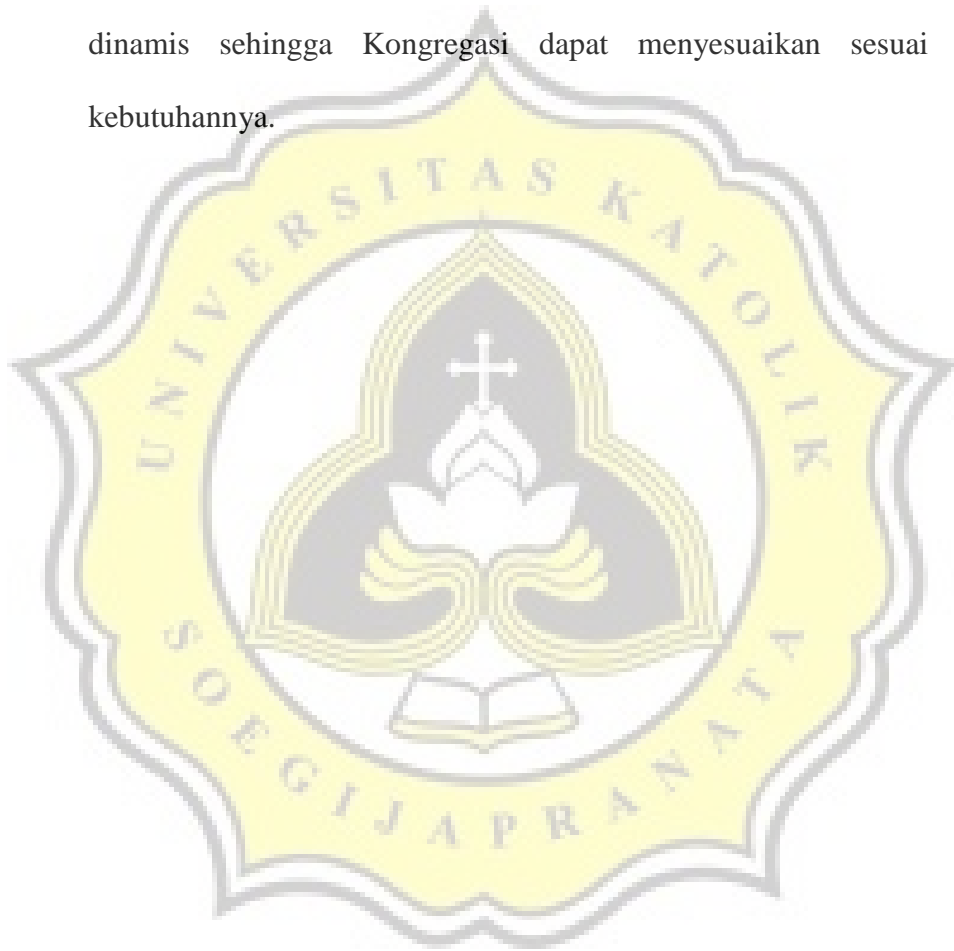 dinamis sehingga Kongregasi dapat menyesuaikan sesuai
kebutuhannya.
UNIVERSITAS KATOLIK
SOEGIJAPRANATA